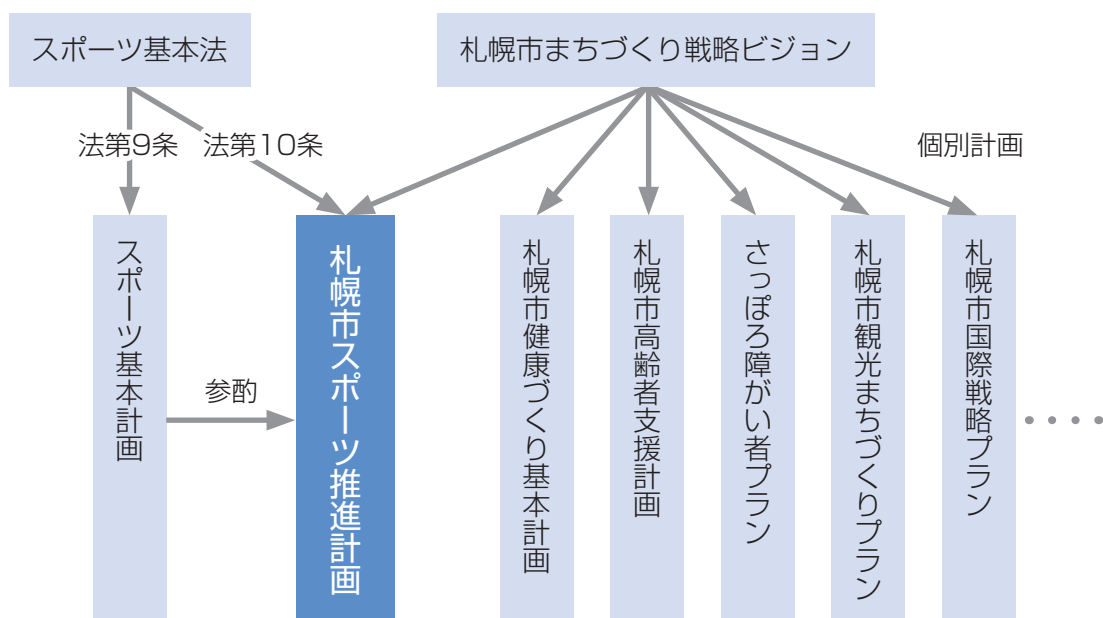 スポーツ基本法
札幌市まちづくり戦略ビジョン
法第9条
法第10条
個別計画
スポーツ基本計画
参酌
札幌市スポーツ推進計画
札幌市健康づくり基本計画
札幌市高齢者支援計画
さっぽろ障がい者プラン
札幌市観光まちづくりプラン
札幌市国際戦略プラン
・・・・